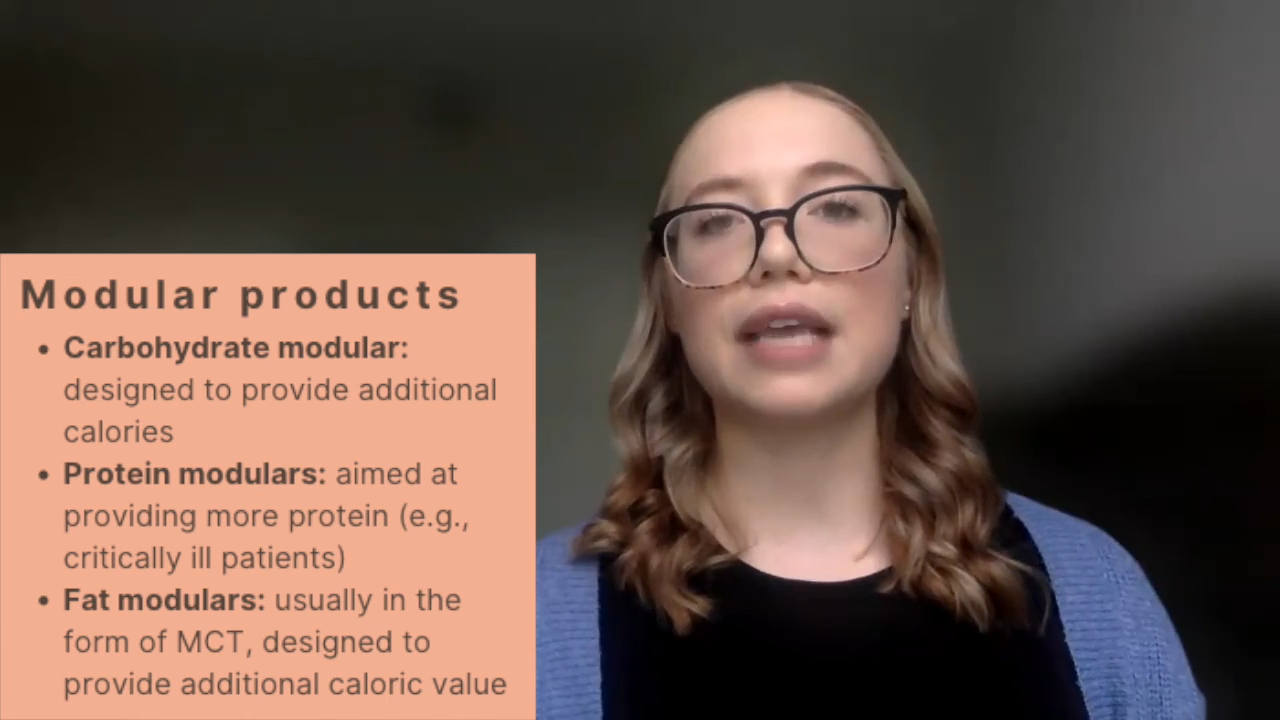 Modular products
• Carbohydrate modular:
designed to provide additional
calories
• Protein modulars: aimed at
providing more protein (e.g.,
critically ill patients)
• Fat modulars: usually in the
form of MCT, designed to
provide additional caloric value